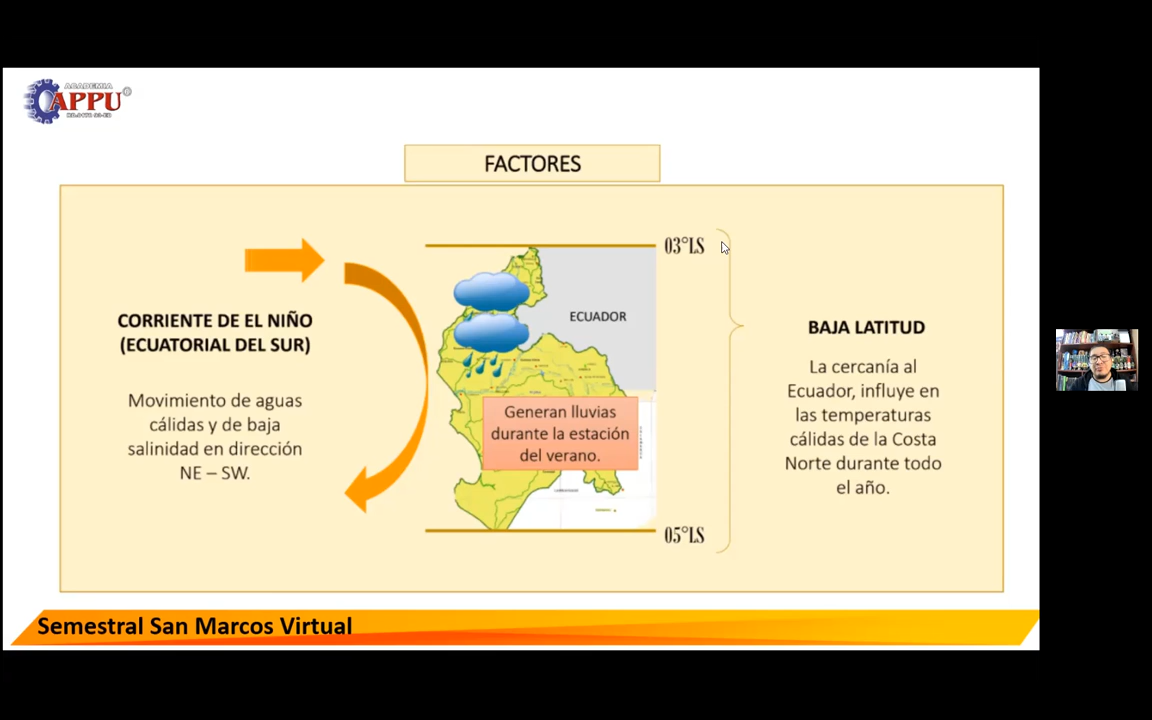 ACADEMIA
APPU
FACTORES
03°LS
ECUADOR
CORRIENTE DE EL NIÑO
(ECUATORIAL DEL SUR)
Movimiento de aguas
cálidas y de baja
salinidad en dirección
NE – SW.
Generan lluvias
durante la estación
del verano.
05°LS
BAJA LATITUD
La cercanía al
Ecuador, influye en
las temperaturas
cálidas de la Costa
Norte durante todo
el año.
Semestral San Marcos Virtual